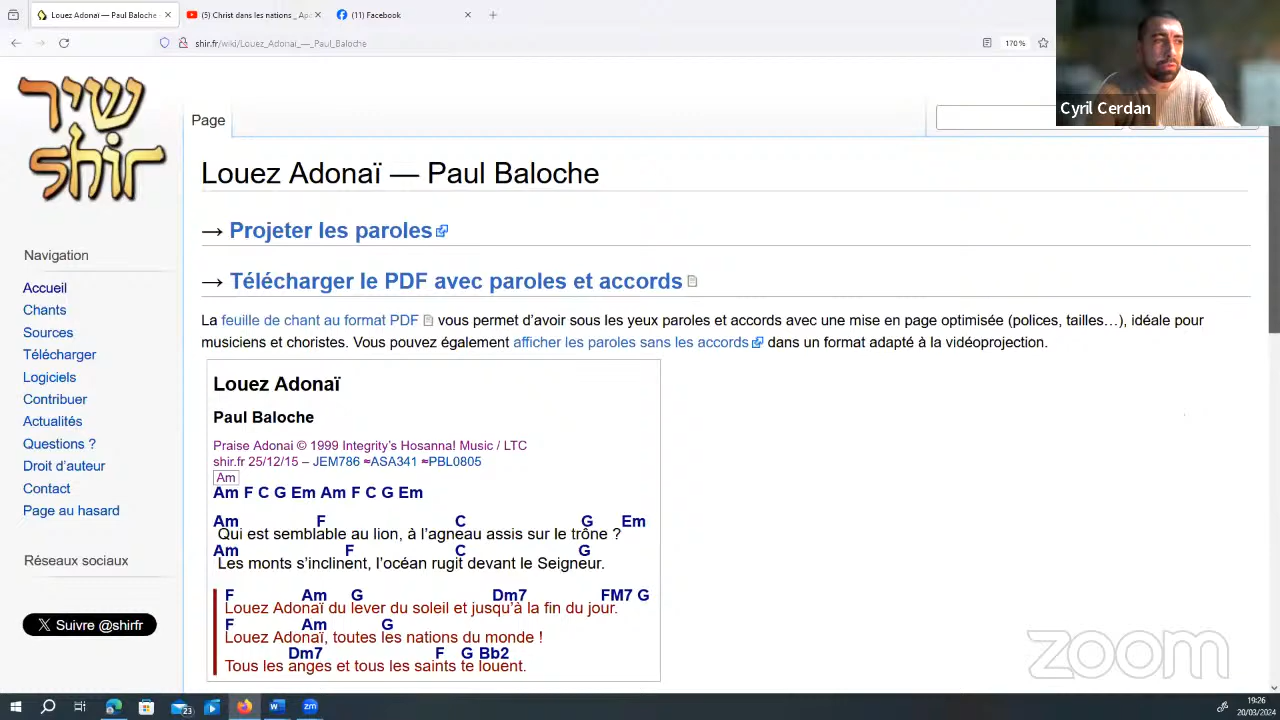 Louez Adonaï — Paul Baloche
(5) Christ dans les nations _ Apo
(11) Facebook
shir.fr/wiki/Louez_Adonaï_—_Paul_Baloche
170 %
Cyril Cerdan
שיר
shir
Page
Louez Adonaï — Paul Baloche
→ Projeter les paroles
→ Télécharger le PDF avec paroles et accords
La feuille de chant au format PDF vous permet d’avoir sous les yeux paroles et accords avec une mise en page optimisée (polices, tailles…), idéale pour
musiciens et choristes. Vous pouvez également afficher les paroles sans les accords dans un format adapté à la vidéoprojection.
Navigation
Accueil
Chants
Sources
Télécharger
Logiciels
Contribuer
Actualités
Questions ?
Droit d’auteur
Contact
Page au hasard
Réseaux sociaux
X Suivre @shirfr
Louez Adonaï
Paul Baloche
Praise Adonai © 1999 Integrity’s Hosanna! Music / LTC
shir.fr 25/12/15 – JEM786 ≈ASA341 ≈PBL0805
Am
Am F C G Em Am F C G Em
Am F C G Em
Qui est semblable au lion, à l’agneau assis sur le trône ?
Am F C G
Les monts s’inclinent, l’océan rugit devant le Seigneur.
F Am G Dm7 FM7 G
Louez Adonaï du lever du soleil et jusqu’à la fin du jour.
F Am G
Louez Adonaï, toutes les nations du monde !
Dm7 F G Bb2
Tous les anges et tous les saints te louent.
zoom
23
W
zm
19:26
20/03/2024